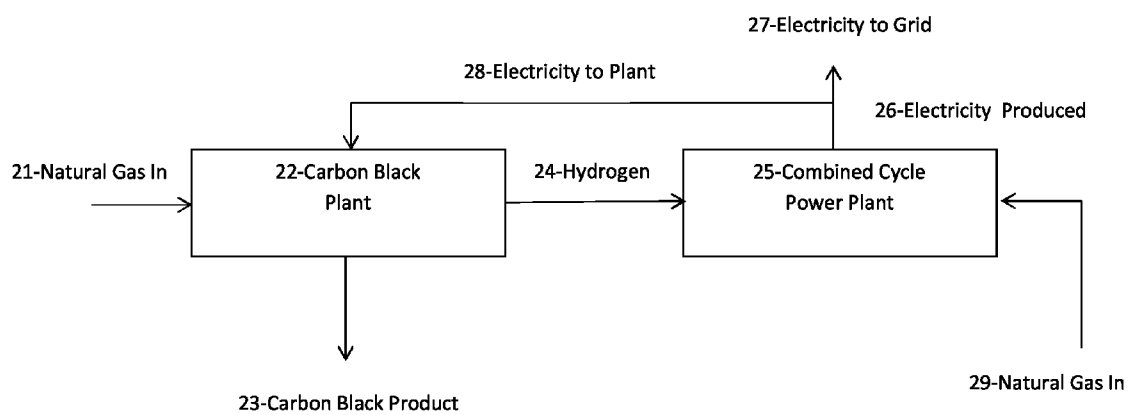 27-Electricity to Grid
28-Electricity to Plant
26-Electricity Produced
21-Natural Gas In
22-Carbon Black
Plant
24-Hydrogen
25-Combined Cycle
Power Plant
29-Natural Gas In
23-Carbon Black Product